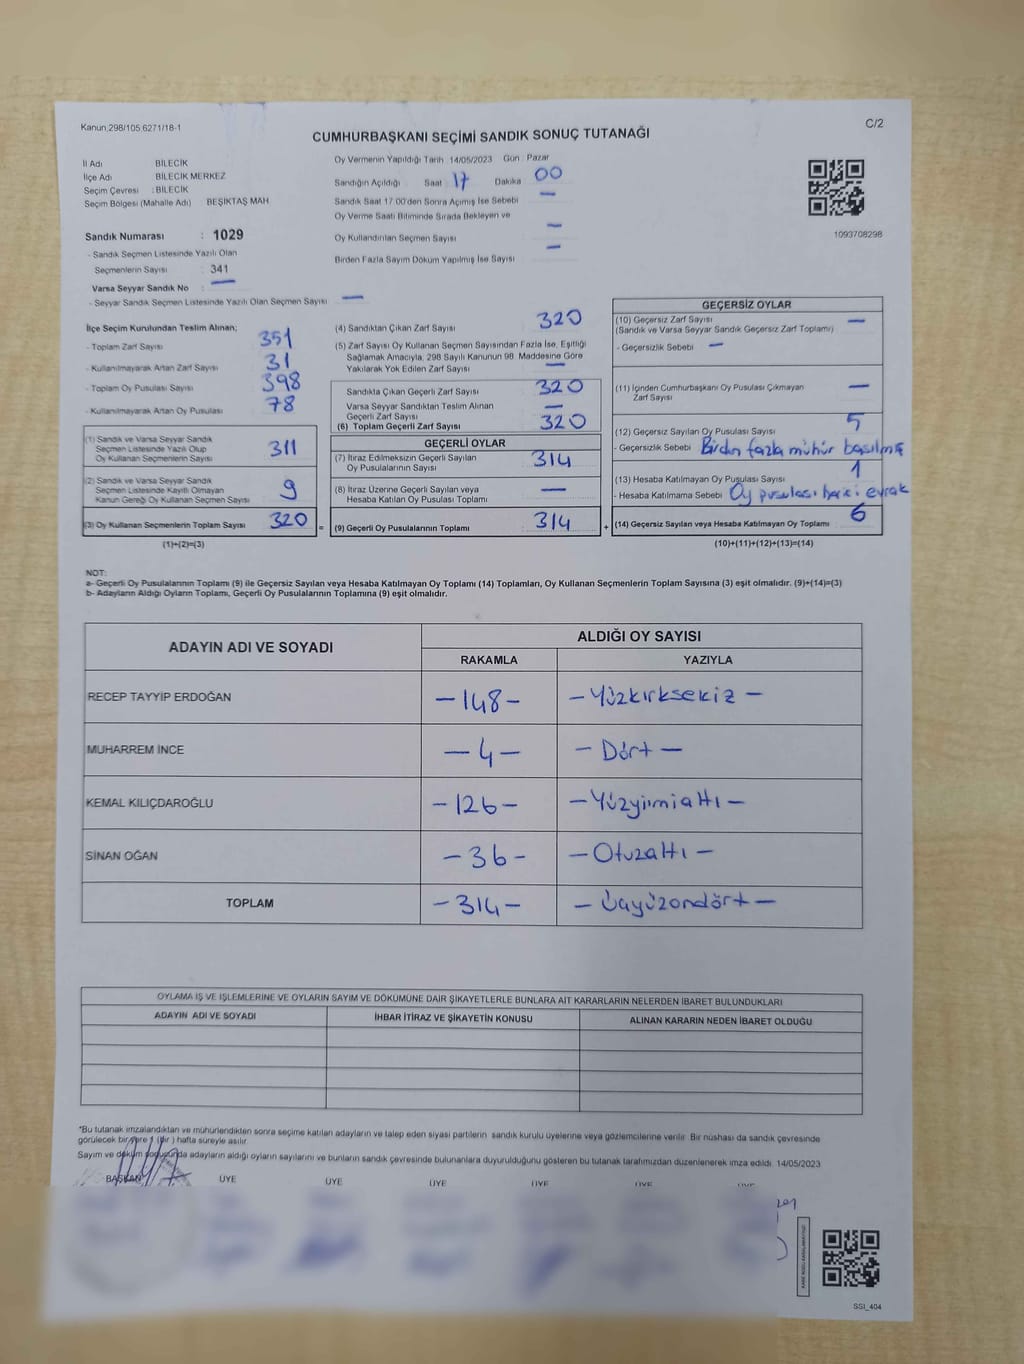 Kanun 298/105 6271/18-1
C/2
CUMHURBAŞKANI SEÇİMİ SANDIK SONUÇ TUTANAĞI
İl Adı BİLECİK
İlçe Adı BİLECİK MERKEZ
Seçim Çevresi : BİLECİK
Seçim Bölgesi (Mahalle Adı) BEŞİKTAŞ MAH
Sandık Numarası : 1029
- Sandık Seçmen Listesinde Yazılı Olan
Seçmenlerin Sayısı : 341
Varsa Seyyar Sandık No : —
- Seyyar Sandık Seçmen Listesinde Yazılı Olan Seçmen Sayısı —
Oy Vermenin Yapıldığı Tarih 14/05/2023 Gün Pazar
Sandığın Açıldığı Saat 17 Dakika 00
Sandık Saat 17.00'den Sonra Açımış İse Sebebi —
Oy Verme Saati Bitiminde Sırada Bekleyen ve
Oy Kullandırılan Seçmen Sayısı —
Birden Fazla Sayım Döküm Yapılmış İse Sayısı —
1093708298
İlçe Seçim Kurulundan Teslim Alınan;
- Toplam Zarf Sayısı 351
- Kullanılmayarak Artan Zarf Sayısı 31
- Toplam Oy Pusulası Sayısı 398
- Kullanılmayarak Artan Oy Pusulası 78
(1) Sandık ve Varsa Seyyar Sandık
Seçmen Listesinde Yazılı Olup
Oy Kullanan Seçmenlerin Sayısı 311
(2) Sandık ve Varsa Seyyar Sandık
Seçmen Listesinde Kayıtlı Olmayan
Kanun Gereği Oy Kullanan Seçmen Sayısı 9
(3) Oy Kullanan Seçmenlerin Toplam Sayısı 320 =
(1)+(2)=(3)
(4) Sandıktan Çıkan Zarf Sayısı 320
(5) Zarf Sayısı Oy Kullanan Seçmen Sayısından Fazla İse, Eşitliği
Sağlamak Amacıyla, 298 Sayılı Kanunun 98. Maddesine Göre
Yakılarak Yok Edilen Zarf Sayısı —
Sandıkta Çıkan Geçerli Zarf Sayısı 320
Varsa Seyyar Sandıktan Teslim Alınan
Geçerli Zarf Sayısı —
(6) Toplam Geçerli Zarf Sayısı 320
GEÇERLİ OYLAR
(7) İtiraz Edilmeksizin Geçerli Sayılan
Oy Pusulalarının Sayısı 314
(8) İtiraz Üzerine Geçerli Sayılan veya
Hesaba Katılan Oy Pusulası Toplamı —
(9) Geçerli Oy Pusulalarının Toplamı 314 +
GEÇERSİZ OYLAR
(10) Geçersiz Zarf Sayısı —
(Sandık ve Varsa Seyyar Sandık Geçersiz Zarf Toplamı)
- Geçersizlik Sebebi —
(11) İçinden Cumhurbaşkanı Oy Pusulası Çıkmayan
Zarf Sayısı —
(12) Geçersiz Sayılan Oy Pusulası Sayısı 5
- Geçersizlik Sebebi Birdn fazla mühür basılmış
(13) Hesaba Katılmayan Oy Pusulası Sayısı 1
- Hesaba Katılmama Sebebi Oy pusulası harici evrak
(14) Geçersiz Sayılan veya Hesaba Katılmayan Oy Toplamı 6
(10)+(11)+(12)+(13)=(14)
NOT:
a- Geçerli Oy Pusulalarının Toplamı (9) ile Geçersiz Sayılan veya Hesaba Katılmayan Oy Toplamı (14) Toplamları, Oy Kullanan Seçmenlerin Toplam Sayısına (3) eşit olmalıdır. (9)+(14)=(3)
b- Adayların Aldığı Oyların Toplamı, Geçerli Oy Pusulalarının Toplamına (9) eşit olmalıdır.
ADAYIN ADI VE SOYADI ALDIĞI OY SAYISI
RAKAMLA YAZIYLA
RECEP TAYYİP ERDOĞAN —148— —Yüzkırksekiz—
MUHARREM İNCE —4— —Dört—
KEMAL KILIÇDAROĞLU —126— —Yüzyirmialtı—
SİNAN OĞAN —36— —Otuzaltı—
TOPLAM —314— —Üçyüzondört—
OYLAMA İŞ VE İŞLEMLERİNE VE OYLARIN SAYIM VE DÖKÜMÜNE DAİR ŞİKAYETLERLE BUNLARA AİT KARARLARIN NELERDEN İBARET BULUNDUKLARI
ADAYIN ADI VE SOYADI İHBAR İTİRAZ VE ŞİKAYETİN KONUSU ALINAN KARARIN NEDEN İBARET OLDUĞU
*Bu tutanak imzalandıktan ve mühürlendikten sonra seçime katılan adayların ve talep eden siyasi partilerin sandık kurulu üyelerine veya gözlemcilerine verilir. Bir nüshası da sandık çevresinde
görülecek bir yere 1 (bir) hafta süreyle asılır.
Sayım ve döküm sonucunda adayların aldığı oyların sayılarını ve bunların sandık çevresinde bulunanlara duyurulduğunu gösteren bu tutanak tarafımızdan düzenlenerek imza edildi. 14/05/2023
BAŞKAN ÜYE ÜYE ÜYE ÜYE ÜYE ÜYE
SSI_404